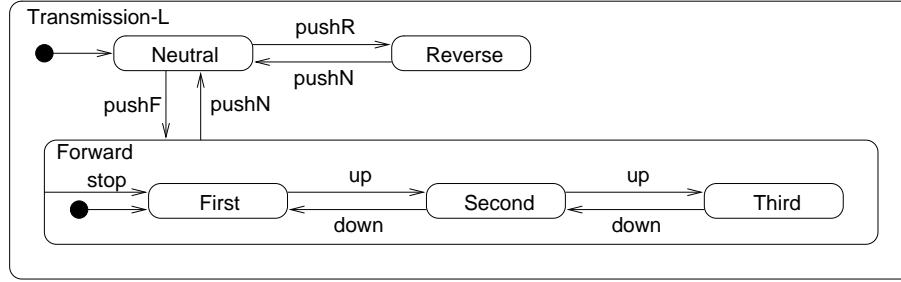 Transmission-L
pushR
Neutral
Reverse
pushN
pushF
pushN
Forward
stop
up
up
First
Second
Third
down
down